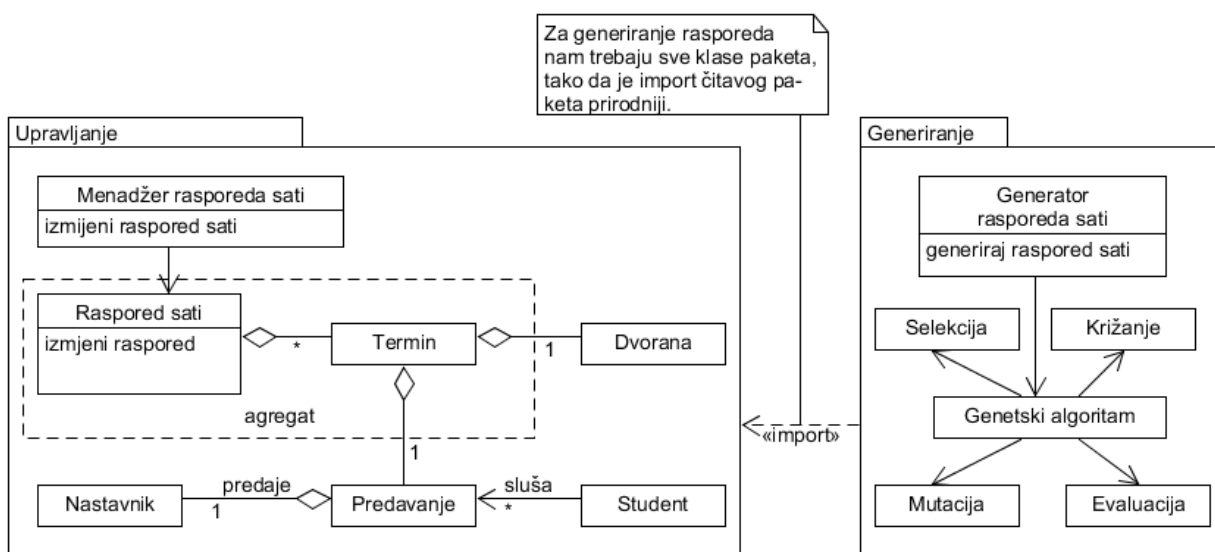 Za generiranje rasporeda
nam trebaju sve klase paketa,
tako da je import čitavog pa-
keta prirodniji.
Upravljanje
Menadžer rasporeda sati
izmijeni raspored sati
Raspored sati
izmjeni raspored
*
Termin
1
Dvorana
agregat
1
Nastavnik
predaje
1
Predavanje
sluša
*
Student
«import»
Generiranje
Generator
rasporeda sati
generiraj raspored sati
Selekcija
Križanje
Genetski algoritam
Mutacija
Evaluacija